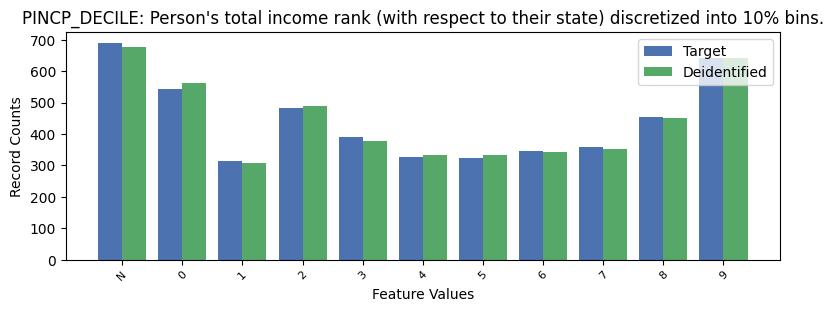 PINCP_DECILE: Person's total income rank (with respect to their state) discretized into 10% bins.
Target
Deidentified
Record Counts
700
600
500
400
300
200
100
0
N 0 1 2 3 4 5 6 7 8 9
Feature Values